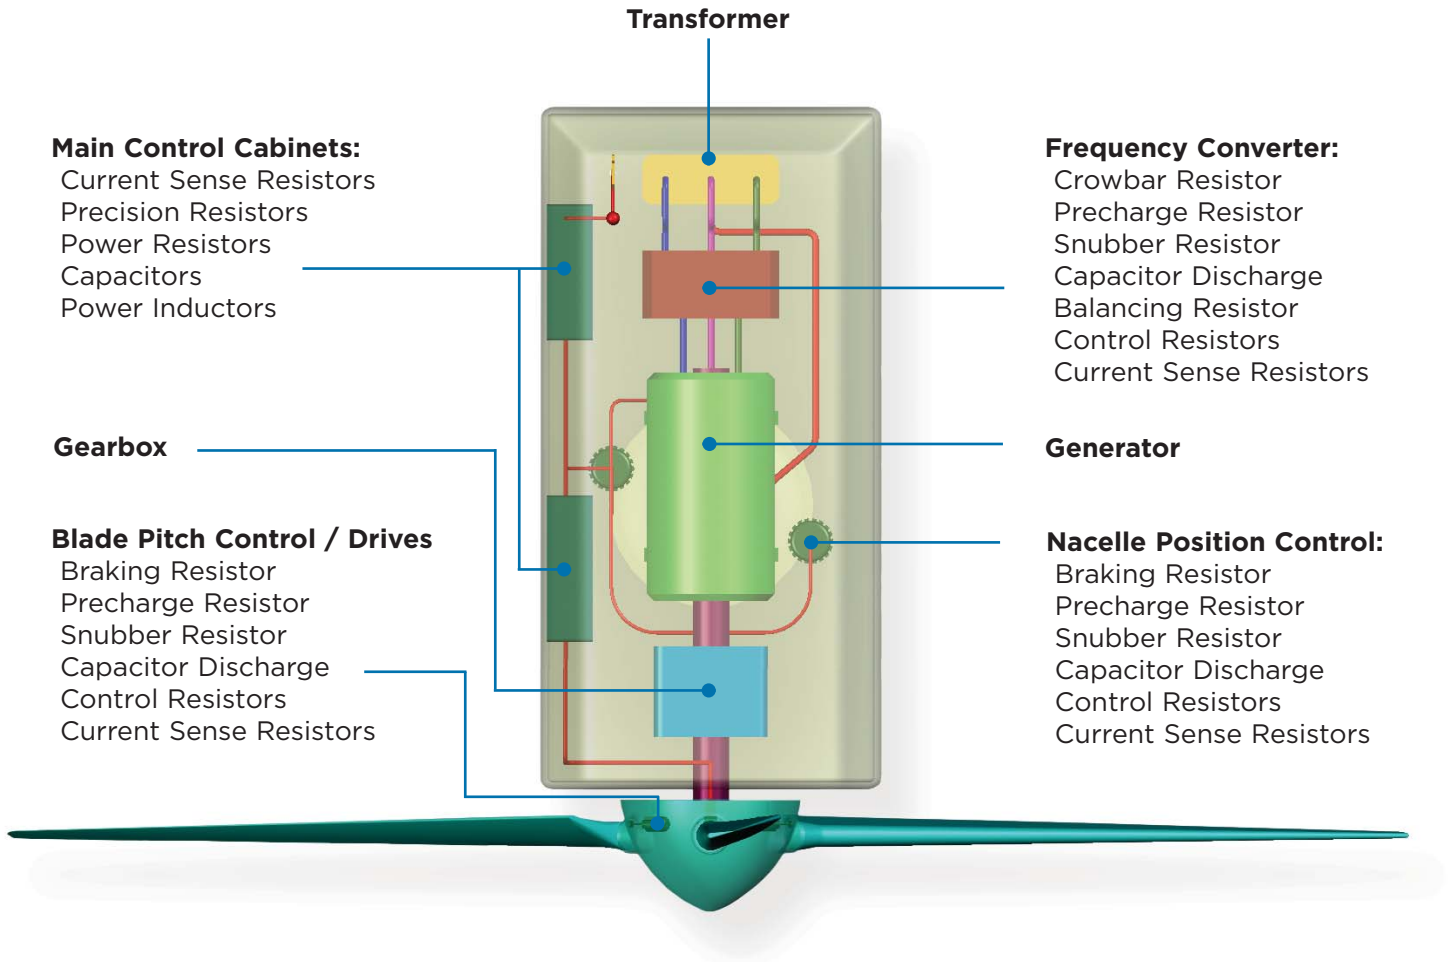 Transformer
Main Control Cabinets:
Current Sense Resistors
Precision Resistors
Power Resistors
Capacitors
Power Inductors
Gearbox
Blade Pitch Control / Drives
Braking Resistor
Precharge Resistor
Snubber Resistor
Capacitor Discharge
Control Resistors
Current Sense Resistors
Frequency Converter:
Crowbar Resistor
Precharge Resistor
Snubber Resistor
Capacitor Discharge
Balancing Resistor
Control Resistors
Current Sense Resistors
Generator
Nacelle Position Control:
Braking Resistor
Precharge Resistor
Snubber Resistor
Capacitor Discharge
Control Resistors
Current Sense Resistors